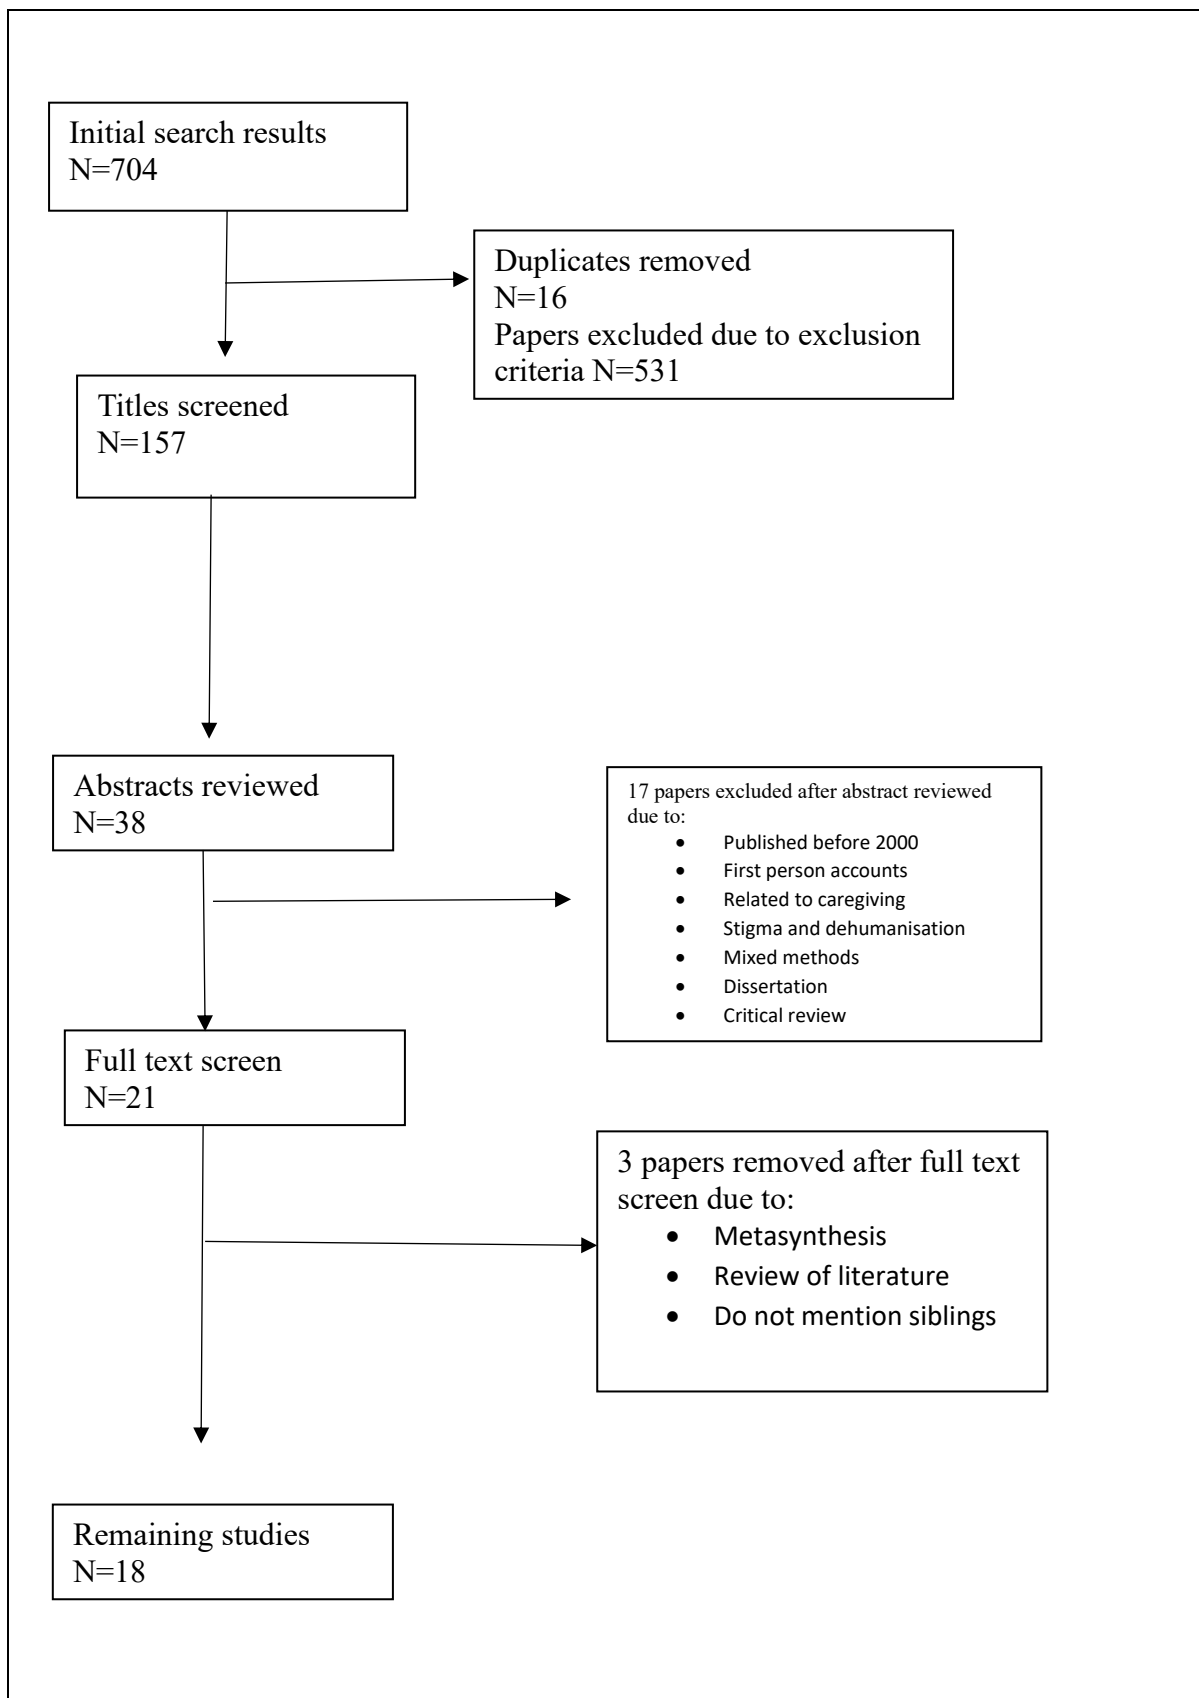 Initial search results
N=704
Duplicates removed
N=16
Papers excluded due to exclusion
criteria N=531
Titles screened
N=157
Abstracts reviewed
N=38
17 papers excluded after abstract reviewed
due to:
• Published before 2000
• First person accounts
• Related to caregiving
• Stigma and dehumanisation
• Mixed methods
• Dissertation
• Critical review
Full text screen
N=21
3 papers removed after full text
screen due to:
• Metasynthesis
• Review of literature
• Do not mention siblings
Remaining studies
N=18